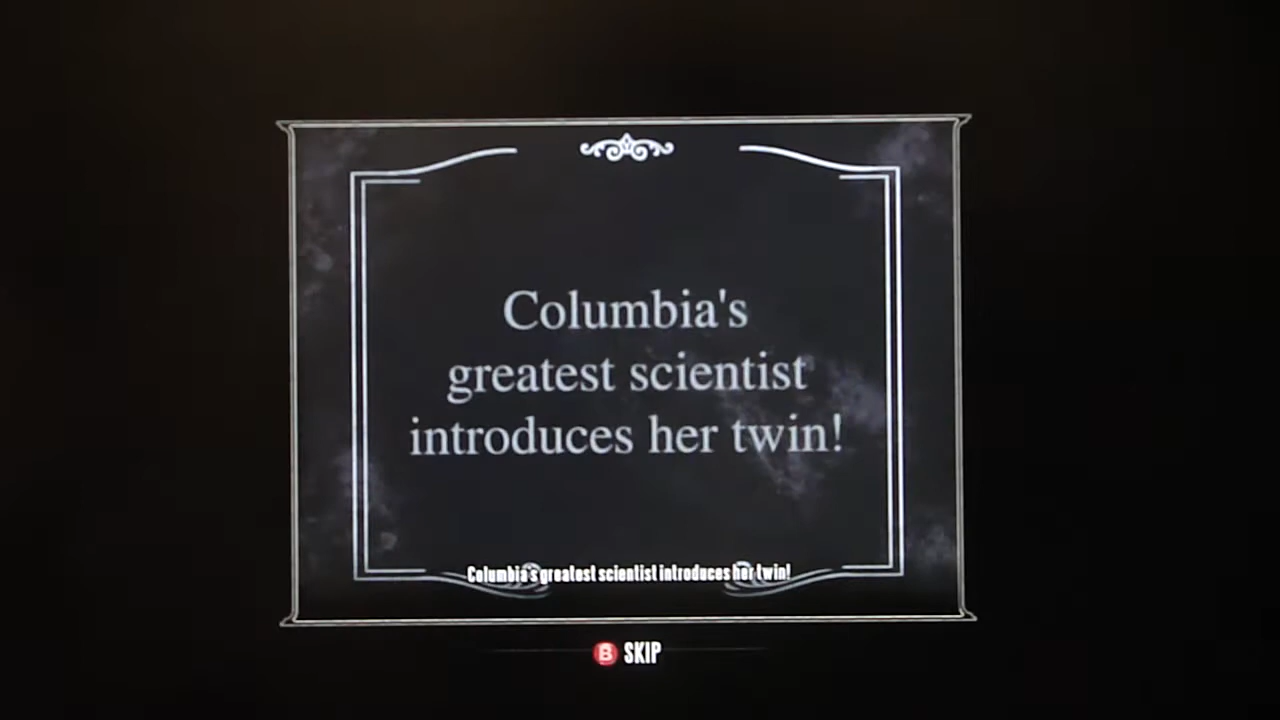 Columbia's
greatest scientist
introduces her twin!
Columbia's greatest scientist introduces her twin!
B SKIP